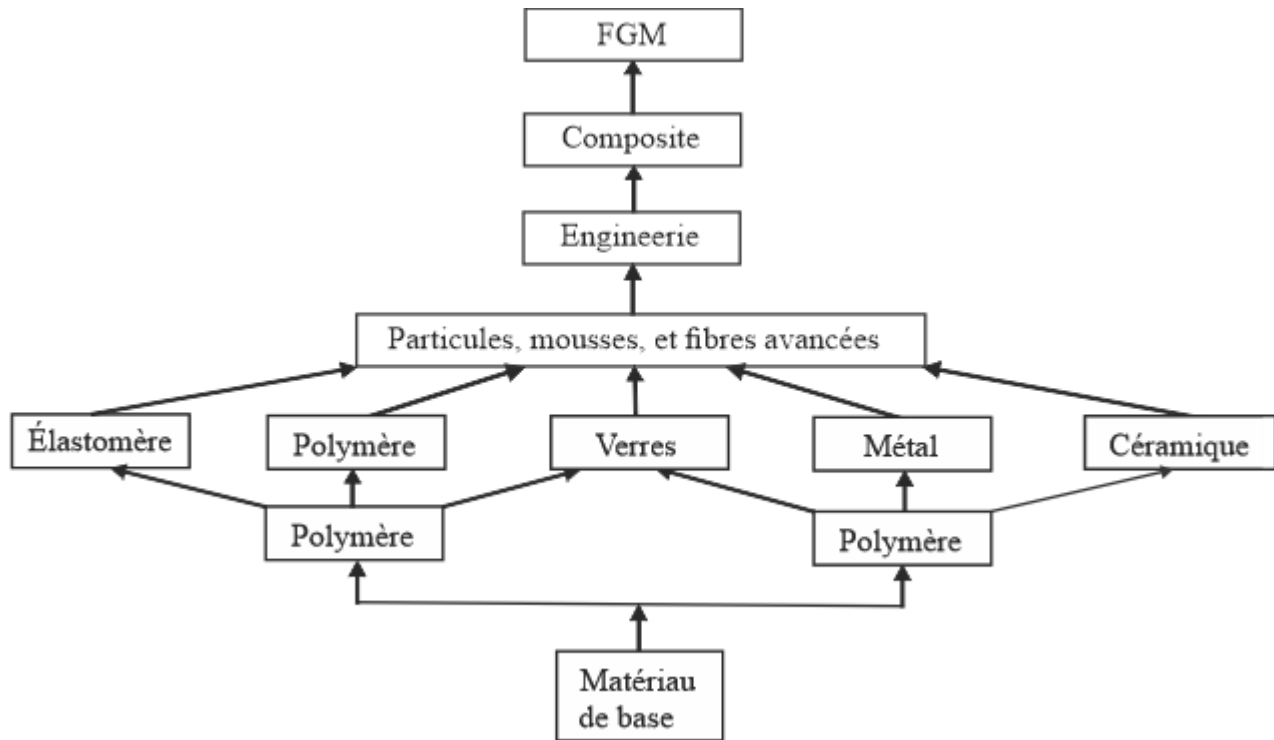 FGM
Composite
Engineerie
Particules, mousses, et fibres avancées
Élastomère
Polymère
Verres
Métal
Céramique
Polymère
Polymère
Matériau
de base